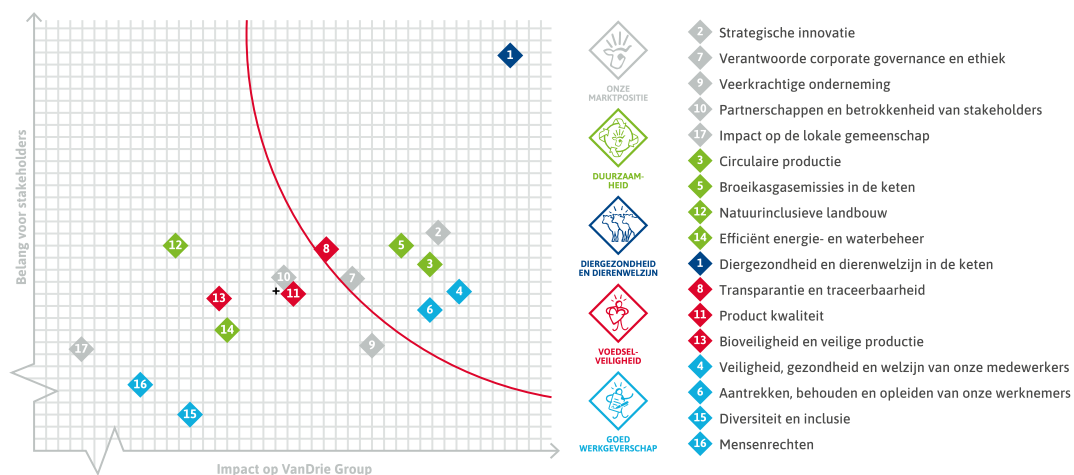 Belang voor stakeholders
1
2
12
8
5
3
10
7
+
11
13
4
6
14
17
9
16
15
Impact op VanDrie Group
ONZE
MARKTPOSITIE
DUURZAAM-
HEID
DIERGEZONDHEID
EN DIERENWELZIJN
VOEDSEL-
VEILIGHEID
GOED
WERKGEVERSCHAP
2 Strategische innovatie
7 Verantwoorde corporate governance en ethiek
9 Veerkrachtige onderneming
10 Partnerschappen en betrokkenheid van stakeholders
17 Impact op de lokale gemeenschap
3 Circulaire productie
5 Broeikasgasemissies in de keten
12 Natuurinclusieve landbouw
14 Efficiënt energie- en waterbeheer
1 Diergezondheid en dierenwelzijn in de keten
8 Transparantie en traceerbaarheid
11 Product kwaliteit
13 Bioveiligheid en veilige productie
4 Veiligheid, gezondheid en welzijn van onze medewerkers
6 Aantrekken, behouden en opleiden van onze werknemers
15 Diversiteit en inclusie
16 Mensenrechten